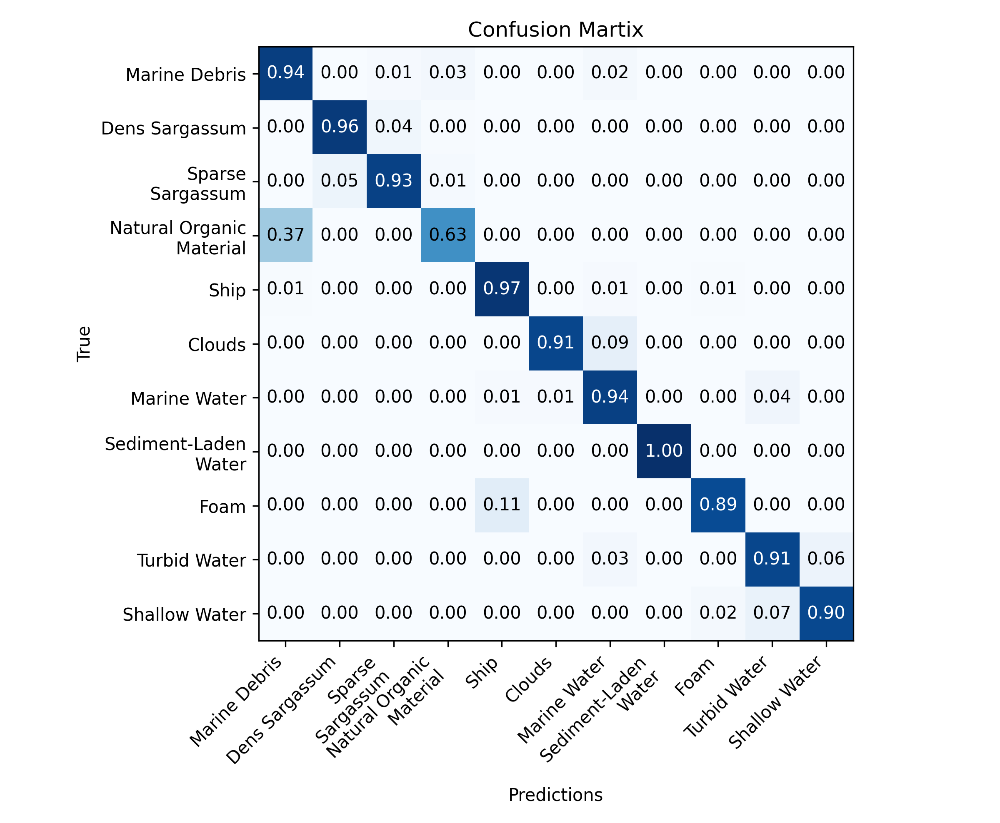 Confusion Martix
Marine Debris 0.94 0.00 0.01 0.03 0.00 0.00 0.02 0.00 0.00 0.00 0.00
Dens Sargassum 0.00 0.96 0.04 0.00 0.00 0.00 0.00 0.00 0.00 0.00 0.00
Sparse
Sargassum 0.00 0.05 0.93 0.01 0.00 0.00 0.00 0.00 0.00 0.00 0.00
Natural Organic
Material 0.37 0.00 0.00 0.63 0.00 0.00 0.00 0.00 0.00 0.00 0.00
Ship 0.01 0.00 0.00 0.00 0.97 0.00 0.01 0.00 0.01 0.00 0.00
Clouds 0.00 0.00 0.00 0.00 0.00 0.91 0.09 0.00 0.00 0.00 0.00
Marine Water 0.00 0.00 0.00 0.00 0.01 0.01 0.94 0.00 0.00 0.04 0.00
Sediment-Laden
Water 0.00 0.00 0.00 0.00 0.00 0.00 0.00 1.00 0.00 0.00 0.00
Foam 0.00 0.00 0.00 0.00 0.11 0.00 0.00 0.00 0.89 0.00 0.00
Turbid Water 0.00 0.00 0.00 0.00 0.00 0.00 0.03 0.00 0.00 0.91 0.06
Shallow Water 0.00 0.00 0.00 0.00 0.00 0.00 0.00 0.00 0.02 0.07 0.90
True
Marine Debris
Dens Sargassum
Sparse
Sargassum
Natural Organic
Material
Ship
Clouds
Marine Water
Sediment-Laden
Water
Foam
Turbid Water
Shallow Water
Predictions